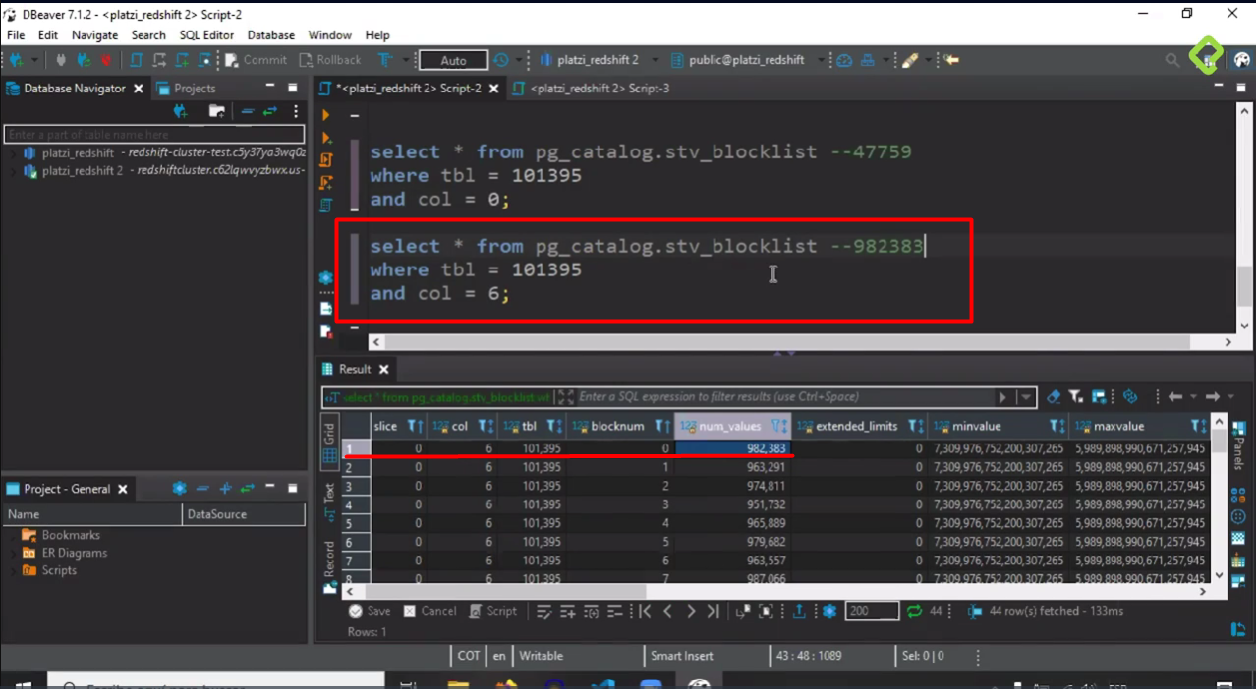 DBeaver 7.1.2 - <platzi_redshift 2> Script-2
File Edit Navigate Search SQL Editor Database Window Help
Commit Rollback Auto platzi_redshift 2 public@platzi_redshift
Database Navigator Projects
*<platzi_redshift 2> Script-2 <platzi_redshift 2> Script-3
Enter a part of table name here
platzi_redshift - redshift-cluster-test.c5y37ya3wq0z
platzi_redshift 2 - redshiftcluster.c62lqwvyzbwx.us-
select * from pg_catalog.stv_blocklist --47759
where tbl = 101395
and col = 0;
select * from pg_catalog.stv_blocklist --982383
where tbl = 101395
and col = 6;
Result
select * from pg_catalog.stv_blocklist wh Enter a SQL expression to filter results (use Ctrl+Space)
slice 123 col 123 tbl 123 blocknum 123 num_values 123 extended_limits 123 minvalue 123 maxvalue
1 0 6 101,395 0 982,383 0 7,309,976,752,200,307,265 5,989,898,990,671,257,945
2 0 6 101,395 1 963,291 0 7,309,976,752,200,307,265 5,989,898,990,671,257,945
3 0 6 101,395 2 974,811 0 7,309,976,752,200,307,265 5,989,898,990,671,257,945
4 0 6 101,395 3 951,732 0 7,309,976,752,200,307,265 5,989,898,990,671,257,945
5 0 6 101,395 4 965,889 0 7,309,976,752,200,307,265 5,989,898,990,671,257,945
6 0 6 101,395 5 979,682 0 7,309,976,752,200,307,265 5,989,898,990,671,257,945
7 0 6 101,395 6 963,557 0 7,309,976,752,200,307,265 5,989,898,990,671,257,945
8 0 6 101,395 7 987,066 0 7,309,976,752,200,307,265 5,989,898,990,671,257,945
Grid
Text
Record
Panels
Project - General
Name DataSource
Bookmarks
ER Diagrams
Scripts
Save Cancel Script 200 44 44 row(s) fetched - 133ms
Rows: 1
COT en Writable Smart Insert 43 : 48 : 1089 Sel: 0 | 0